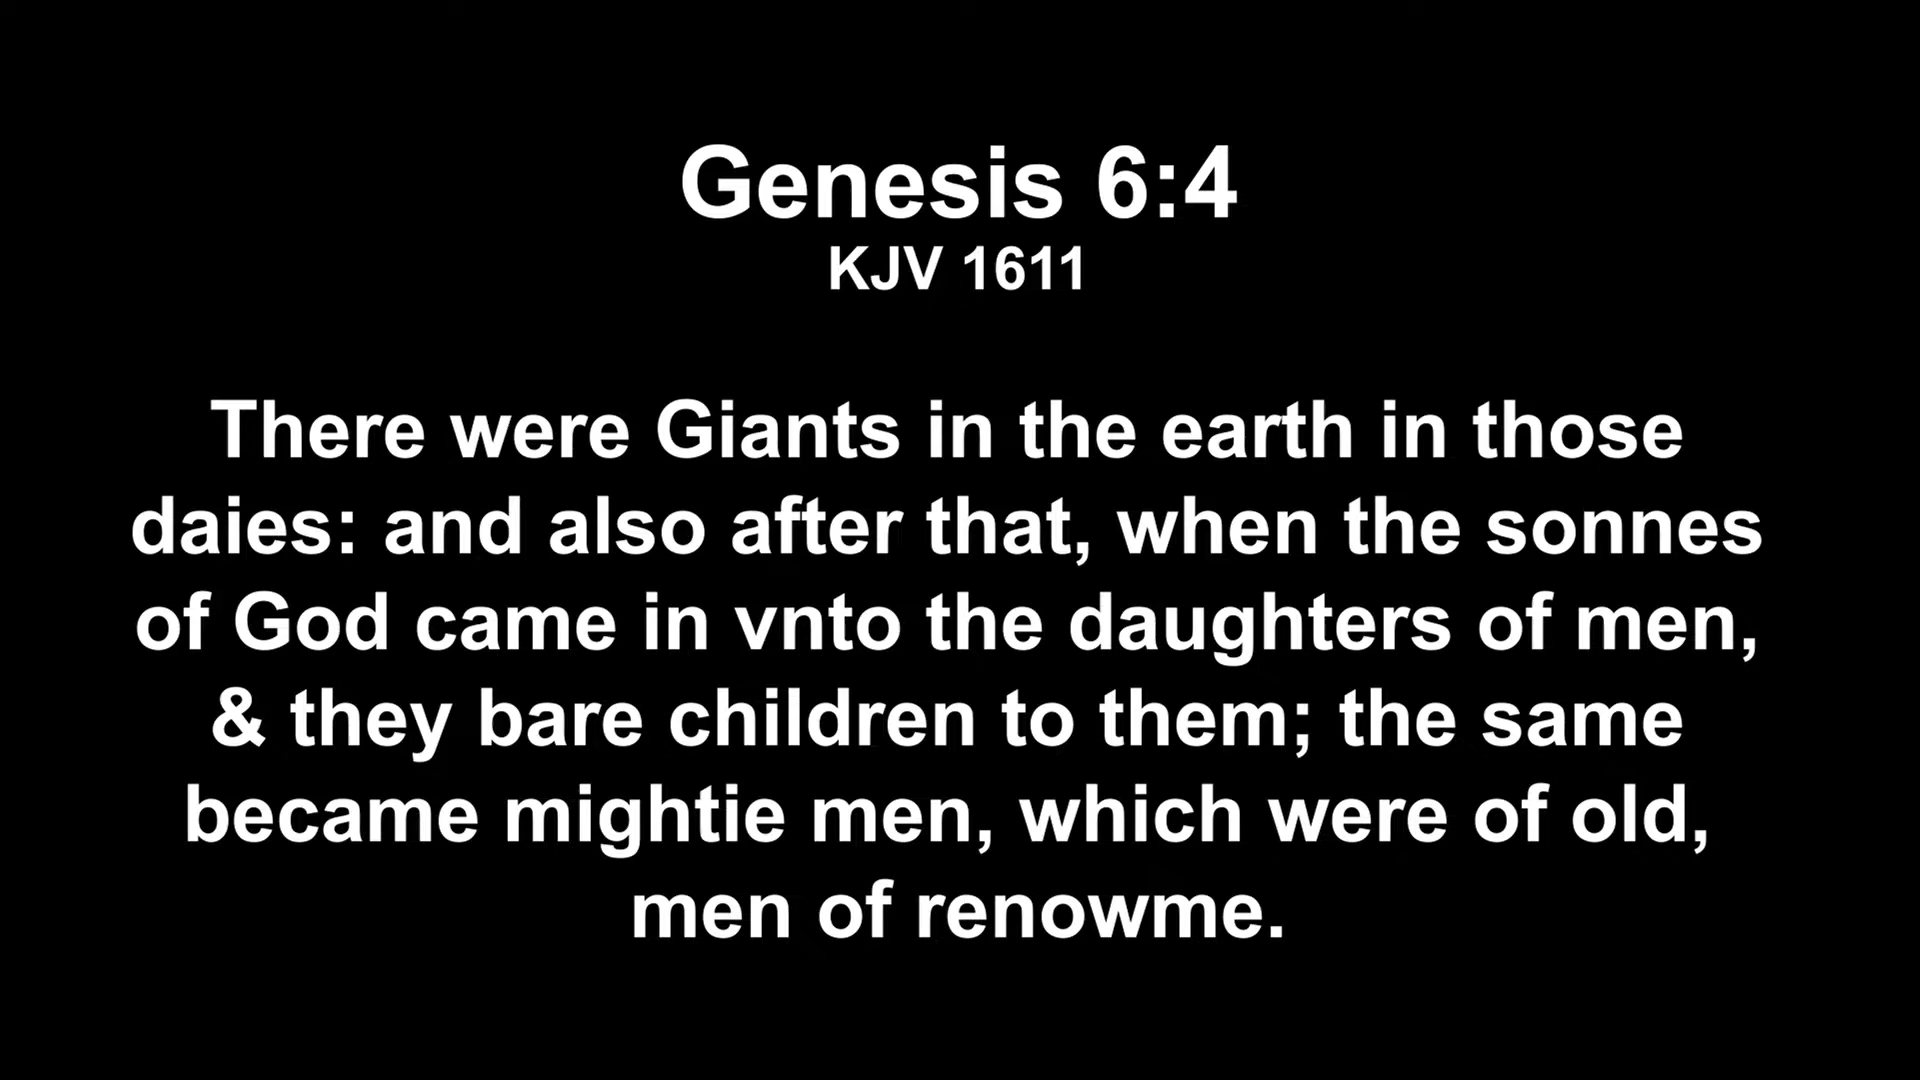 Genesis 6:4
KJV 1611
There were Giants in the earth in those
daies: and also after that, when the sonnes
of God came in vnto the daughters of men,
& they bare children to them; the same
became mightie men, which were of old,
men of renowme.